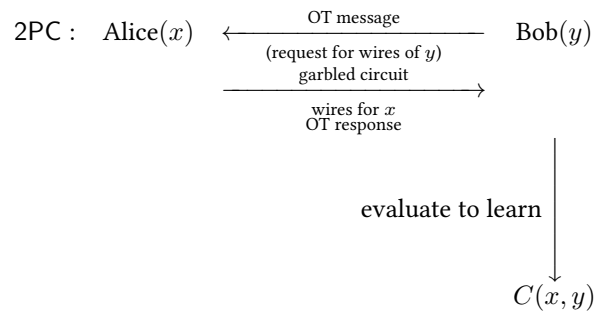 2PC : Alice(x) OT message Bob(y)
(request for wires of y)
garbled circuit
wires for x
OT response
evaluate to learn
C(x, y)